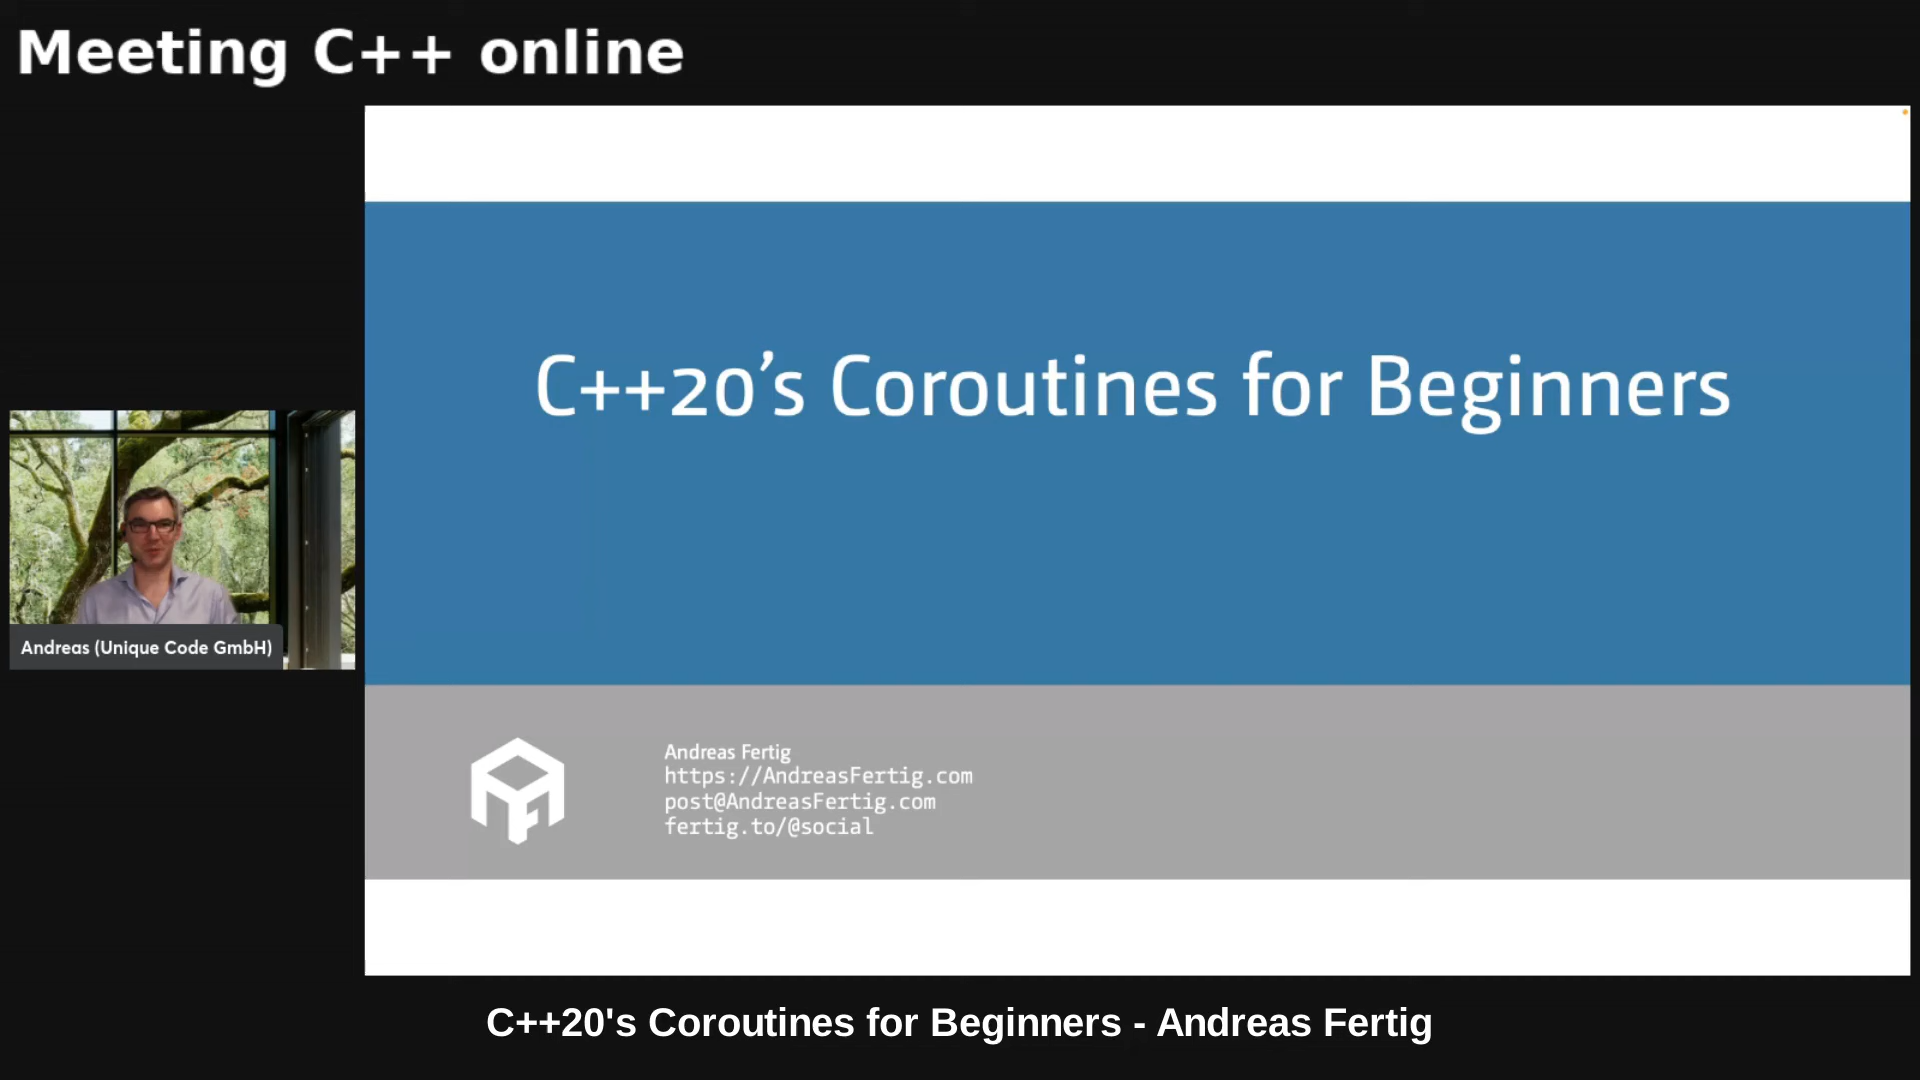 Meeting C++ online
C++20’s Coroutines for Beginners
Andreas (Unique Code GmbH)
Andreas Fertig
https://AndreasFertig.com
post@AndreasFertig.com
fertig.to/@social
C++20's Coroutines for Beginners - Andreas Fertig